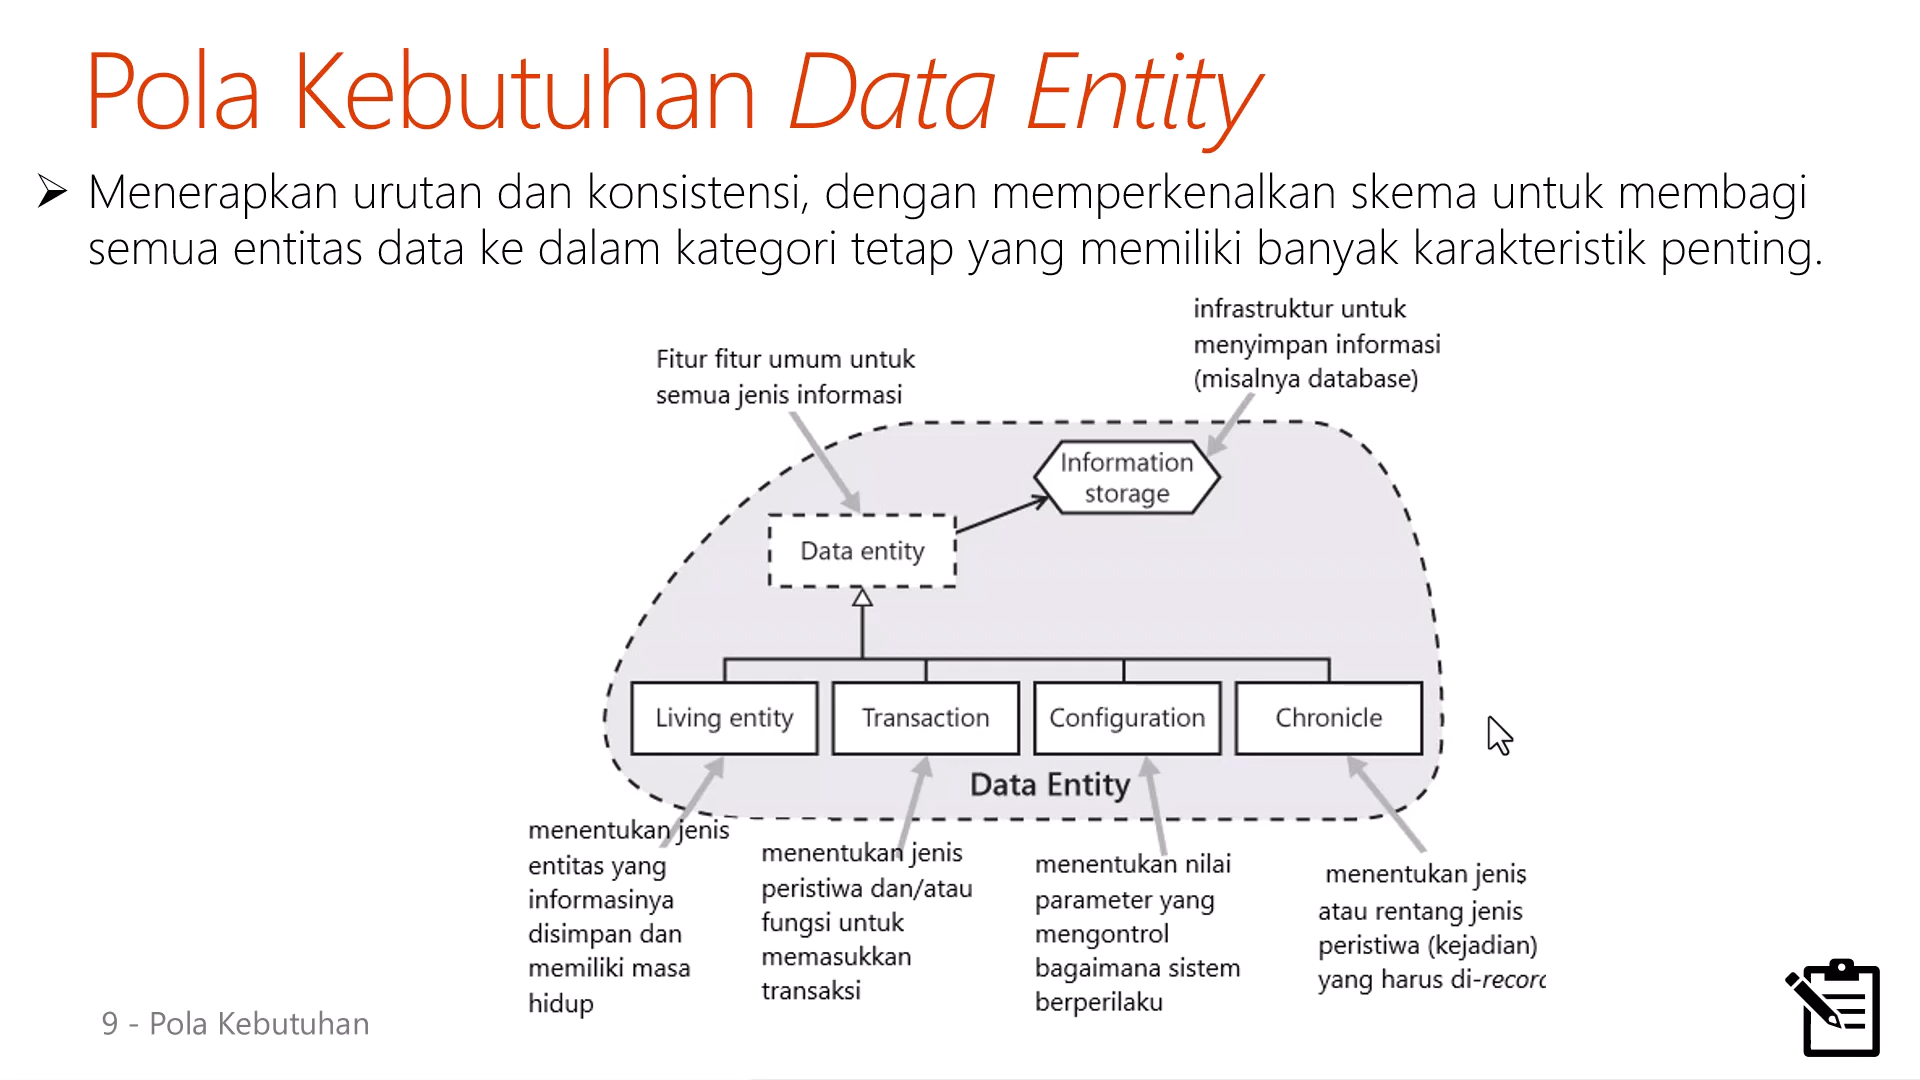 Pola Kebutuhan Data Entity
Menerapkan urutan dan konsistensi, dengan memperkenalkan skema untuk membagi
semua entitas data ke dalam kategori tetap yang memiliki banyak karakteristik penting.
infrastruktur untuk
menyimpan informasi
(misalnya database)
Fitur fitur umum untuk
semua jenis informasi
Information
storage
Data entity
Living entity
Transaction
Configuration
Chronicle
Data Entity
menentukan jenis
entitas yang
informasinya
disimpan dan
memiliki masa
hidup
menentukan jenis
peristiwa dan/atau
fungsi untuk
memasukkan
transaksi
menentukan nilai
parameter yang
mengontrol
bagaimana sistem
berperilaku
menentukan jenis
atau rentang jenis
peristiwa (kejadian)
yang harus di-record
9 - Pola Kebutuhan